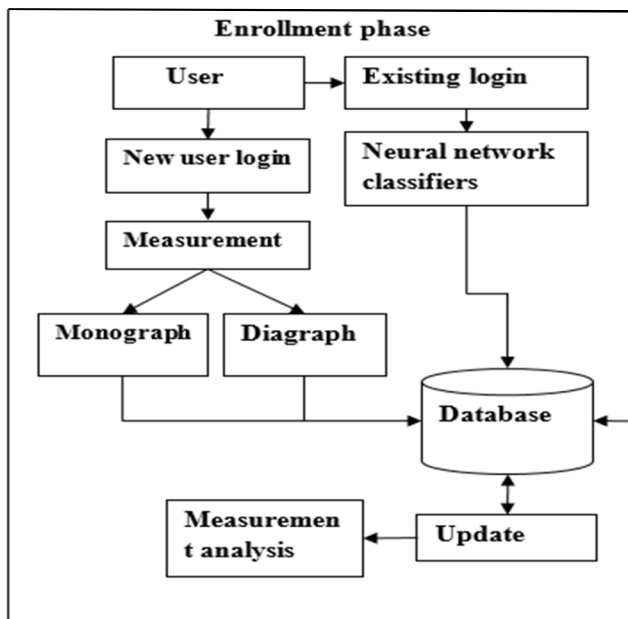 Enrollment phase
User
Existing login
New user login
Neural network
classifiers
Measurement
Monograph
Diagraph
Database
Measuremen
t analysis
Update